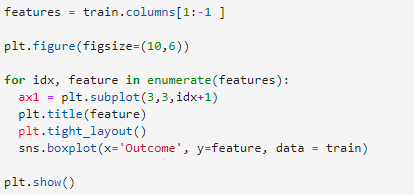 features = train.columns[1:-1 ]
plt.figure(figsize=(10,6))
for idx, feature in enumerate(features):
ax1 = plt.subplot(3,3,idx+1)
plt.title(feature)
plt.tight_layout()
sns.boxplot(x='Outcome', y=feature, data = train)
plt.show()